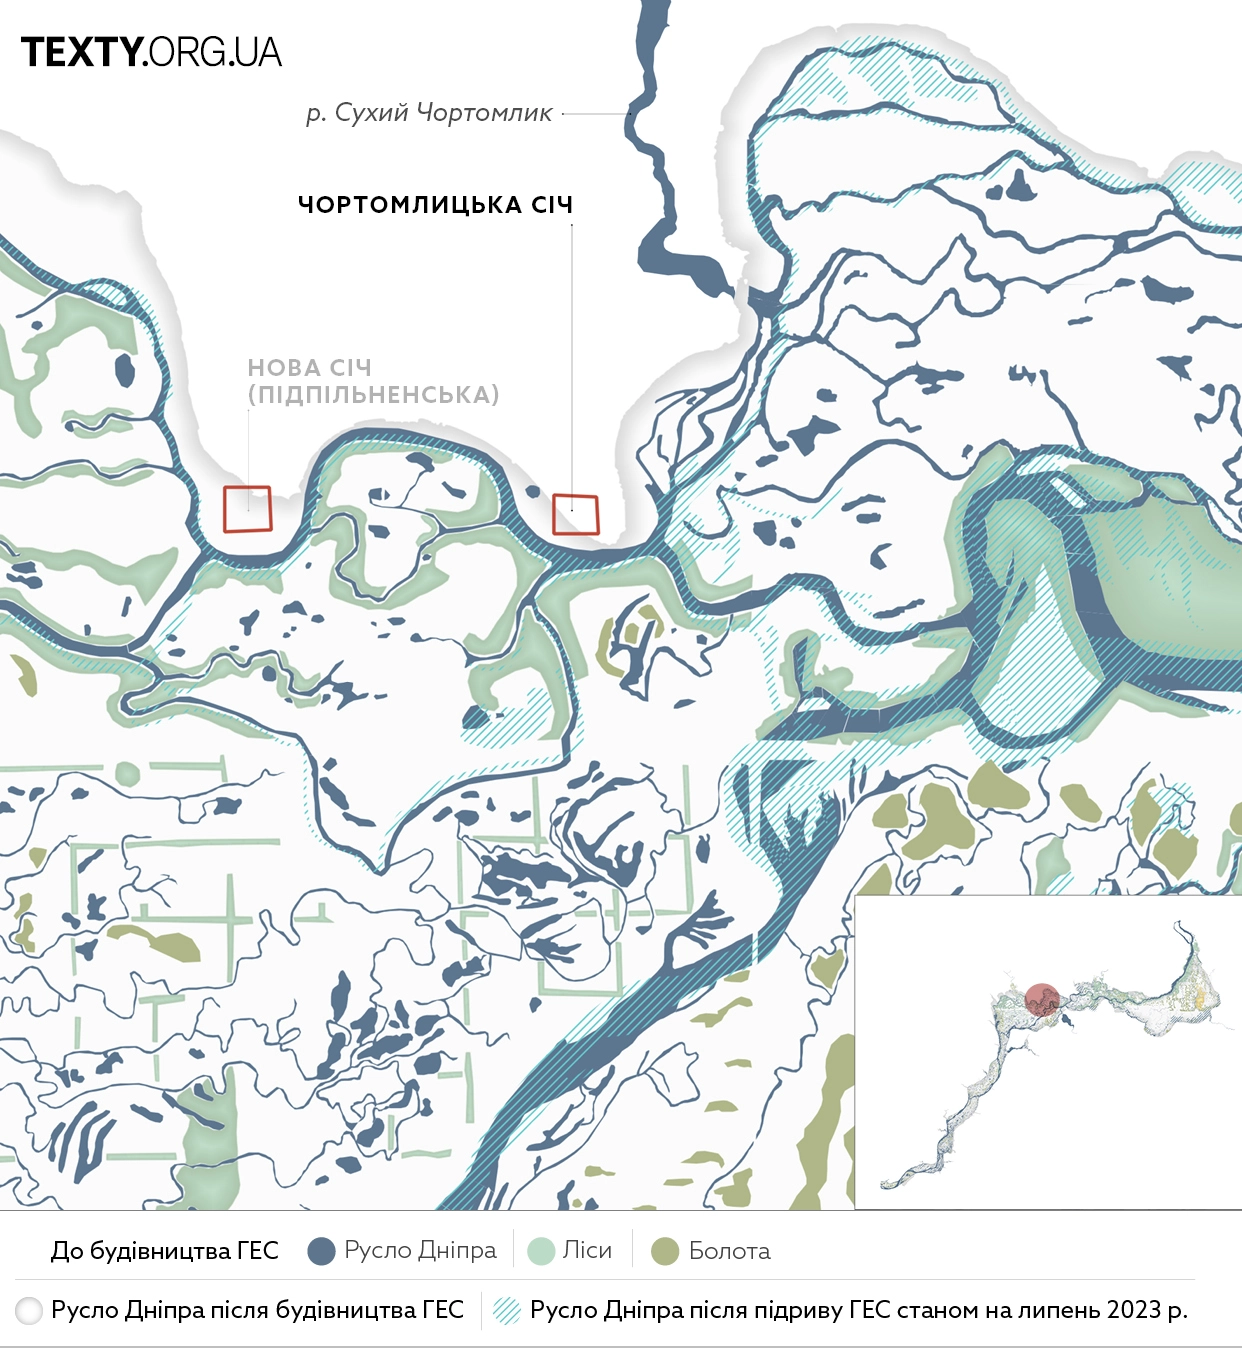 TEXTY.ORG.UA
р. Сухий Чортомлик
ЧОРТОМЛИЦЬКА СІЧ
НОВА СІЧ
(ПІДПІЛЬНЕНСЬКА)
До будівництва ГЕС
Русло Дніпра
Ліси
Болота
Русло Дніпра після будівництва ГЕС
Русло Дніпра після підриву ГЕС станом на липень 2023 р.